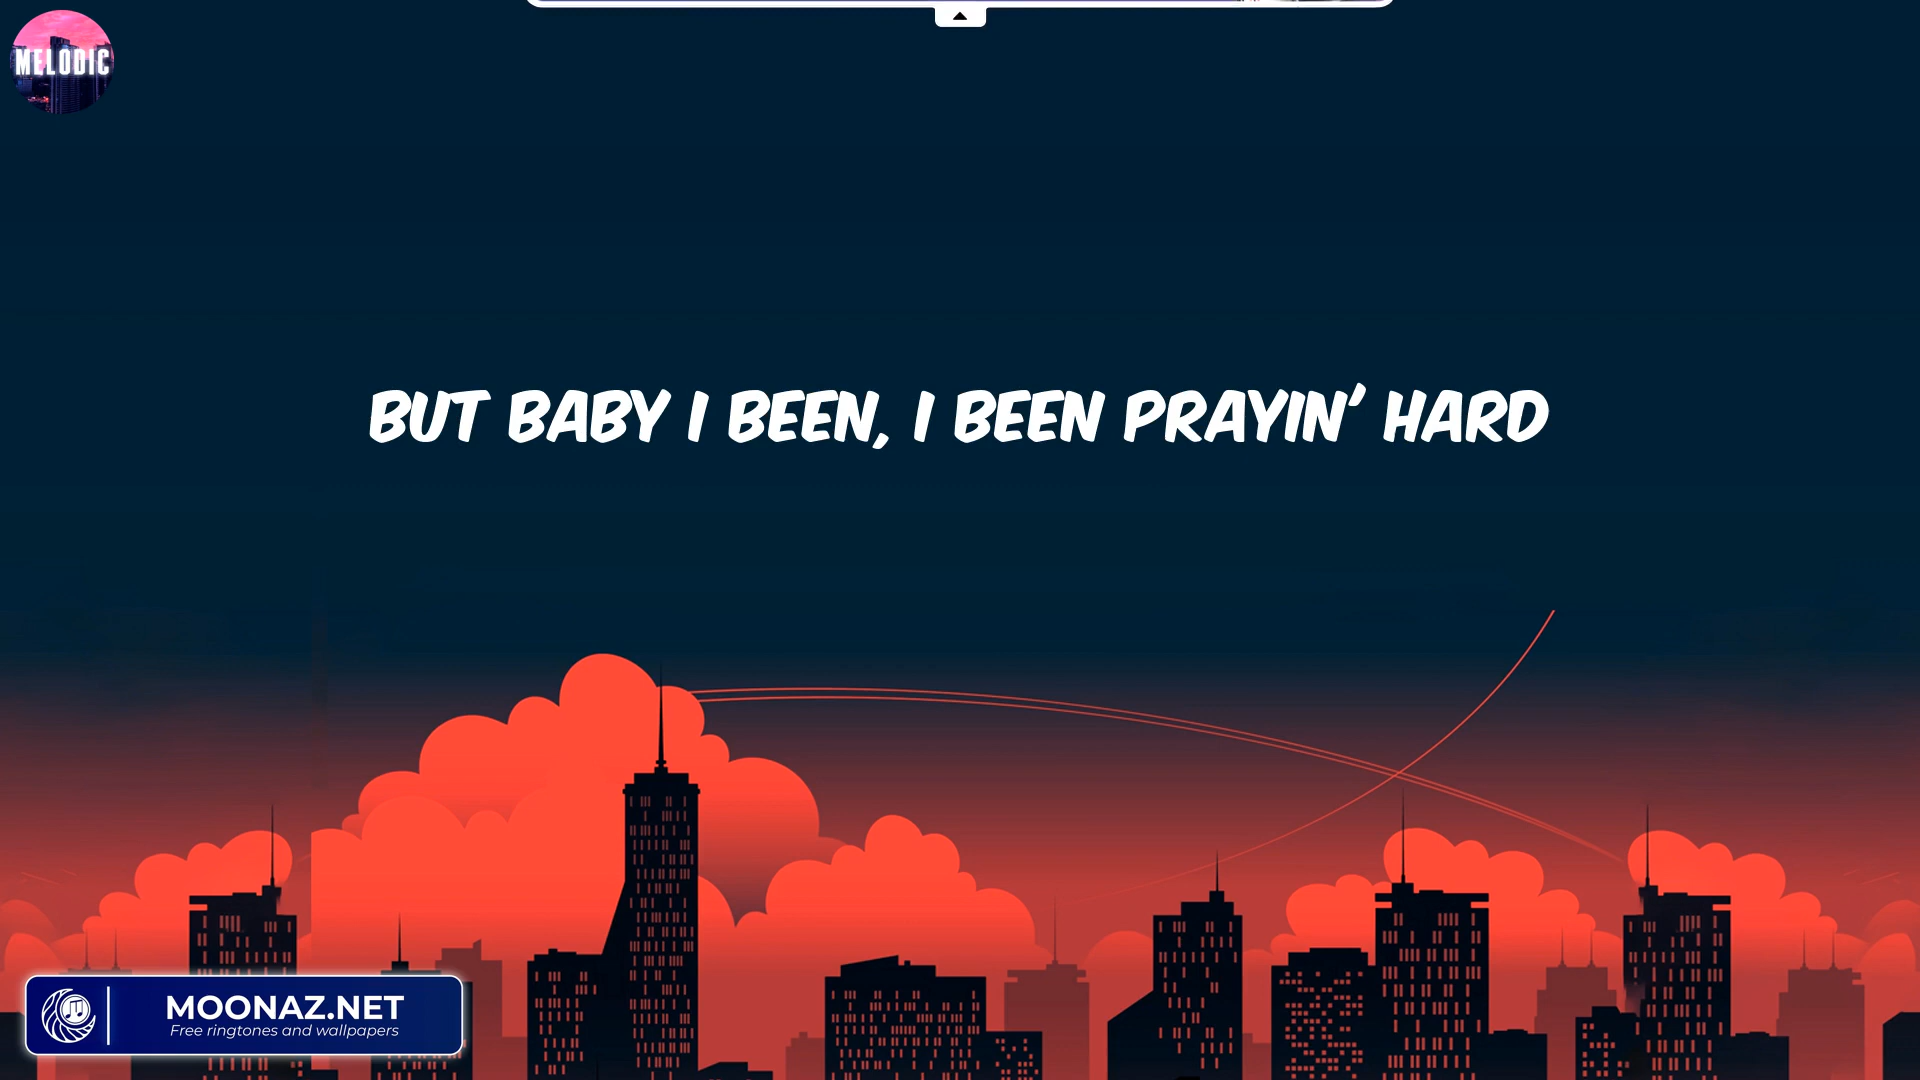 MELODIC
BUT BABY I BEEN, I BEEN PRAYIN' HARD
MOONAZ.NET
Free ringtones and wallpapers